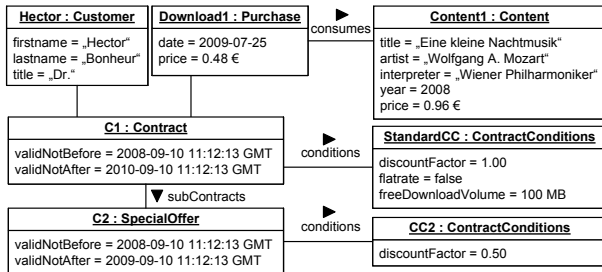 Hector : Customer
firstname = „Hector“
lastname = „Bonheur“
title = „Dr.“
Download1 : Purchase
date = 2009-07-25
price = 0.48 €
consumes
Content1 : Content
title = „Eine kleine Nachtmusik“
artist = „Wolfgang A. Mozart“
interpreter = „Wiener Philharmoniker“
year = 2008
price = 0.96 €
C1 : Contract
validNotBefore = 2008-09-10 11:12:13 GMT
validNotAfter = 2010-09-10 11:12:13 GMT
conditions
StandardCC : ContractConditions
discountFactor = 1.00
flatrate = false
freeDownloadVolume = 100 MB
subContracts
C2 : SpecialOffer
validNotBefore = 2008-09-10 11:12:13 GMT
validNotAfter = 2009-09-10 11:12:13 GMT
conditions
CC2 : ContractConditions
discountFactor = 0.50